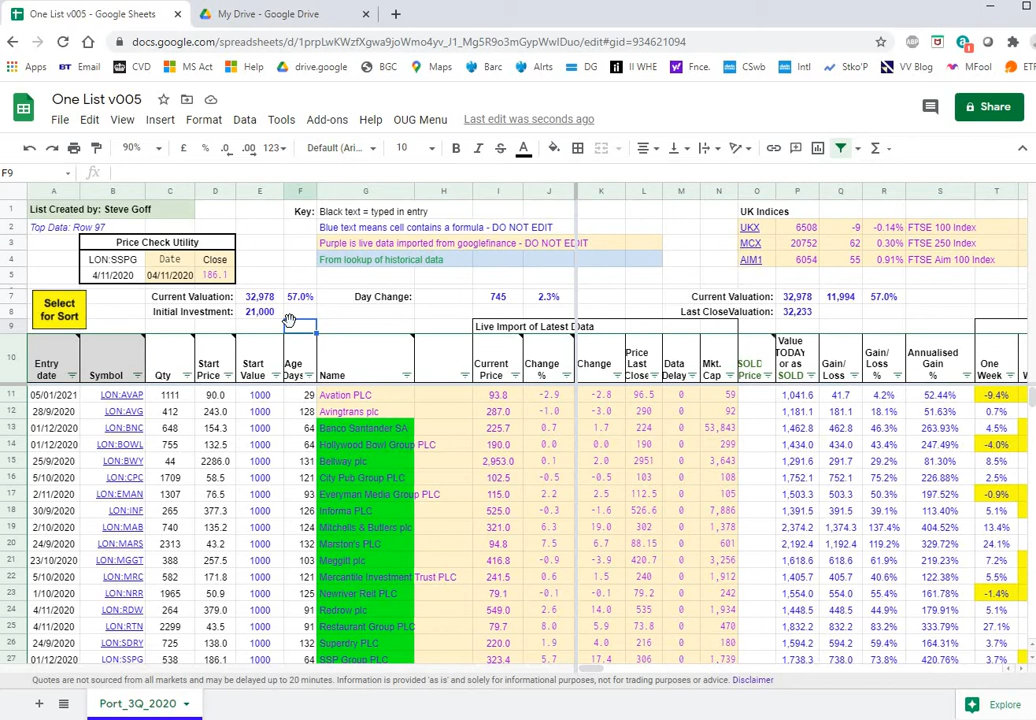 One List v005 - Google Sheets
My Drive - Google Drive
docs.google.com/spreadsheets/d/1prpLwKWzfXgwa9joWmo4yv_J1_Mg5R9o3mGypWwIDuo/edit#gid=934621094
Apps Email CVD MS Act Help drive.google BGC Maps Barc Alrts DG II WHE Fnce. CSwb Intl Stko'P VV Blog MFool ETF
One List v005
File Edit View Insert Format Data Tools Add-ons Help OUG Menu Last edit was seconds ago
Share
90% £ % .0 .00 123 Default (Ari... 10 B I S A
F9 fx
A B C D E F G H I J K L M N O P Q R S T
1 List Created by: Steve Goff Key: Black text = typed in entry UK Indices
2 Top Data: Row 97 Blue text means cell contains a formula - DO NOT EDIT UKX 6508 -9 -0.14% FTSE 100 Index
3 Price Check Utility Purple is live data imported from googlefinance - DO NOT EDIT MCX 20752 62 0.30% FTSE 250 Index
4 LON:SSPG Date Close From lookup of historical data AIM1 6054 55 0.91% FTSE Aim 100 Index
5 4/11/2020 04/11/2020 186.1
7 Select for Sort Current Valuation: 32,978 57.0% Day Change: 745 2.3% Current Valuation: 32,978 11,994 57.0%
8 Initial Investment: 21,000 Last CloseValuation: 32,233
9 Live Import of Latest Data
10 Entry date Symbol Qty Start Price Start Value Age Days Name Current Price Change % Change Price Last Close Data Delay Mkt. Cap SOLD Price Value TODAY or as SOLD Gain/ Loss Gain/ Loss % Annualised Gain % One Week
11 05/01/2021 LON:AVAP 1111 90.0 1000 29 Avation PLC 93.8 -2.9 -2.8 96.5 0 59 1,041.6 41.7 4.2% 52.44% -9.4%
12 28/9/2020 LON:AVG 412 243.0 1000 128 Avingtrans plc 287.0 -1.0 -3.0 290 0 92 1,181.1 181.1 18.1% 51.63% 0.7%
13 01/12/2020 LON:BNC 648 154.3 1000 64 Banco Santander SA 225.7 0.7 1.7 224 0 53,843 1,462.8 462.8 46.3% 263.93% 4.5%
14 01/12/2020 LON:BOWL 755 132.5 1000 64 Hollywood Bowl Group PLC 190.0 0.0 0.0 190 0 299 1,434.0 434.0 43.4% 247.49% -4.0%
15 25/9/2020 LON:BWY 44 2286.0 1000 131 Bellway plc 2,953.0 0.1 2.0 2951 0 3,643 1,291.6 291.7 29.2% 81.30% 8.5%
16 5/10/2020 LON:CPC 1709 58.5 1000 121 City Pub Group PLC 102.5 -0.5 -0.5 103 0 108 1,752.1 752.1 75.2% 226.88% 2.5%
17 2/11/2020 LON:EMAN 1307 76.5 1000 93 Everyman Media Group PLC 115.0 2.2 2.5 112.5 0 105 1,503.3 503.3 50.3% 197.52% -0.9%
18 30/9/2020 LON:INF 265 377.3 1000 126 Informa PLC 525.0 -0.3 -1.6 526.6 0 7,886 1,391.5 391.5 39.1% 113.40% 5.1%
19 2/10/2020 LON:MAB 740 135.2 1000 124 Mitchells & Butlers plc 321.0 6.3 19.0 302 0 1,378 2,374.2 1,374.3 137.4% 404.52% 13.4%
20 24/9/2020 LON:MARS 2313 43.2 1000 132 Marston's PLC 94.8 7.5 6.7 88.15 0 601 2,192.4 1,192.4 119.2% 329.72% 24.1%
21 23/10/2020 LON:MGGT 388 257.5 1000 103 Meggitt plc 416.8 -0.9 -3.9 420.7 0 3,256 1,618.6 618.6 61.9% 219.23% 7.2%
22 5/10/2020 LON:MRC 582 171.8 1000 121 Mercantile Investment Trust PLC 241.5 0.6 1.5 240 0 1,912 1,405.7 405.7 40.6% 122.38% 5.5%
23 1/10/2020 LON:NRR 1965 50.9 1000 125 Newriver Reit PLC 79.1 -0.1 -0.1 79.2 0 242 1,554.0 554.0 55.4% 161.78% -1.4%
24 4/11/2020 LON:RDW 264 379.0 1000 91 Redrow plc 549.0 2.6 14.0 535 0 1,934 1,448.5 448.5 44.9% 179.91% 5.1%
25 4/11/2020 LON:RTN 2299 43.5 1000 91 Restaurant Group PLC 79.7 8.0 5.9 73.8 0 470 1,832.2 832.2 83.2% 333.79% 27.1%
26 24/9/2020 LON:SDRY 725 138.0 1000 132 Superdry PLC 220.0 1.9 4.0 216 0 180 1,594.2 594.2 59.4% 164.31% 3.7%
27 01/12/2020 LON:SSPG 538 186.1 1000 64 SSP Group PLC 323.4 5.7 17.4 306 0 1,739 1,738.3 738.4 73.8% 420.76% 3.7%
Quotes are not sourced from all markets and may be delayed up to 20 minutes. Information is provided 'as is' and solely for informational purposes, not for trading purposes or advice. Disclaimer
Port_3Q_2020
Explore